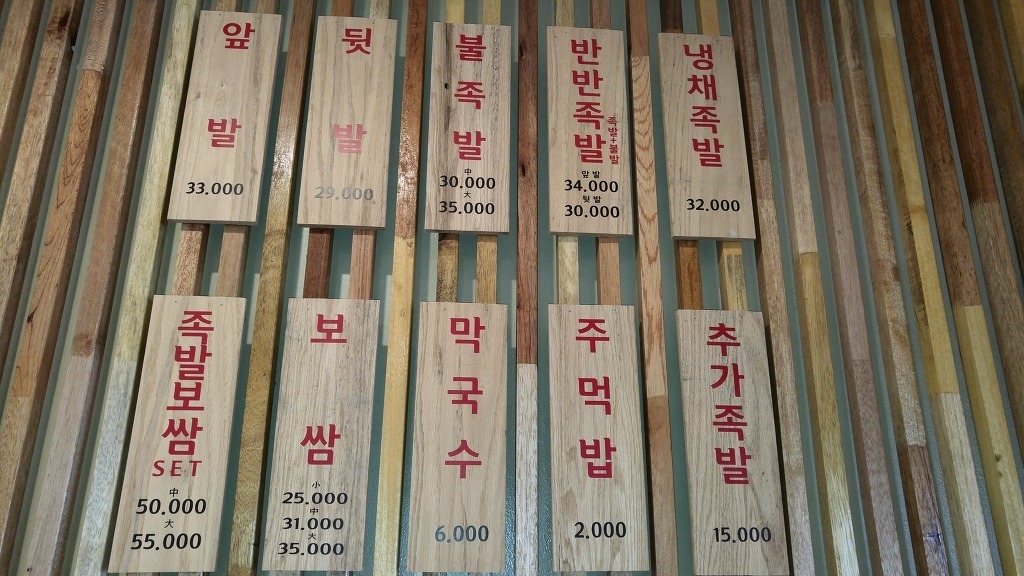 앞발
33.000
뒷발
29.000
불족발
中
30.000
大
35.000
반반족발
족발+불발
앞발
34.000
뒷발
30.000
냉채족발
32.000
족발보쌈
SET
中
50.000
大
55.000
보쌈
小
25.000
中
31.000
大
35.000
막국수
6.000
주먹밥
2.000
추가족발
15.000